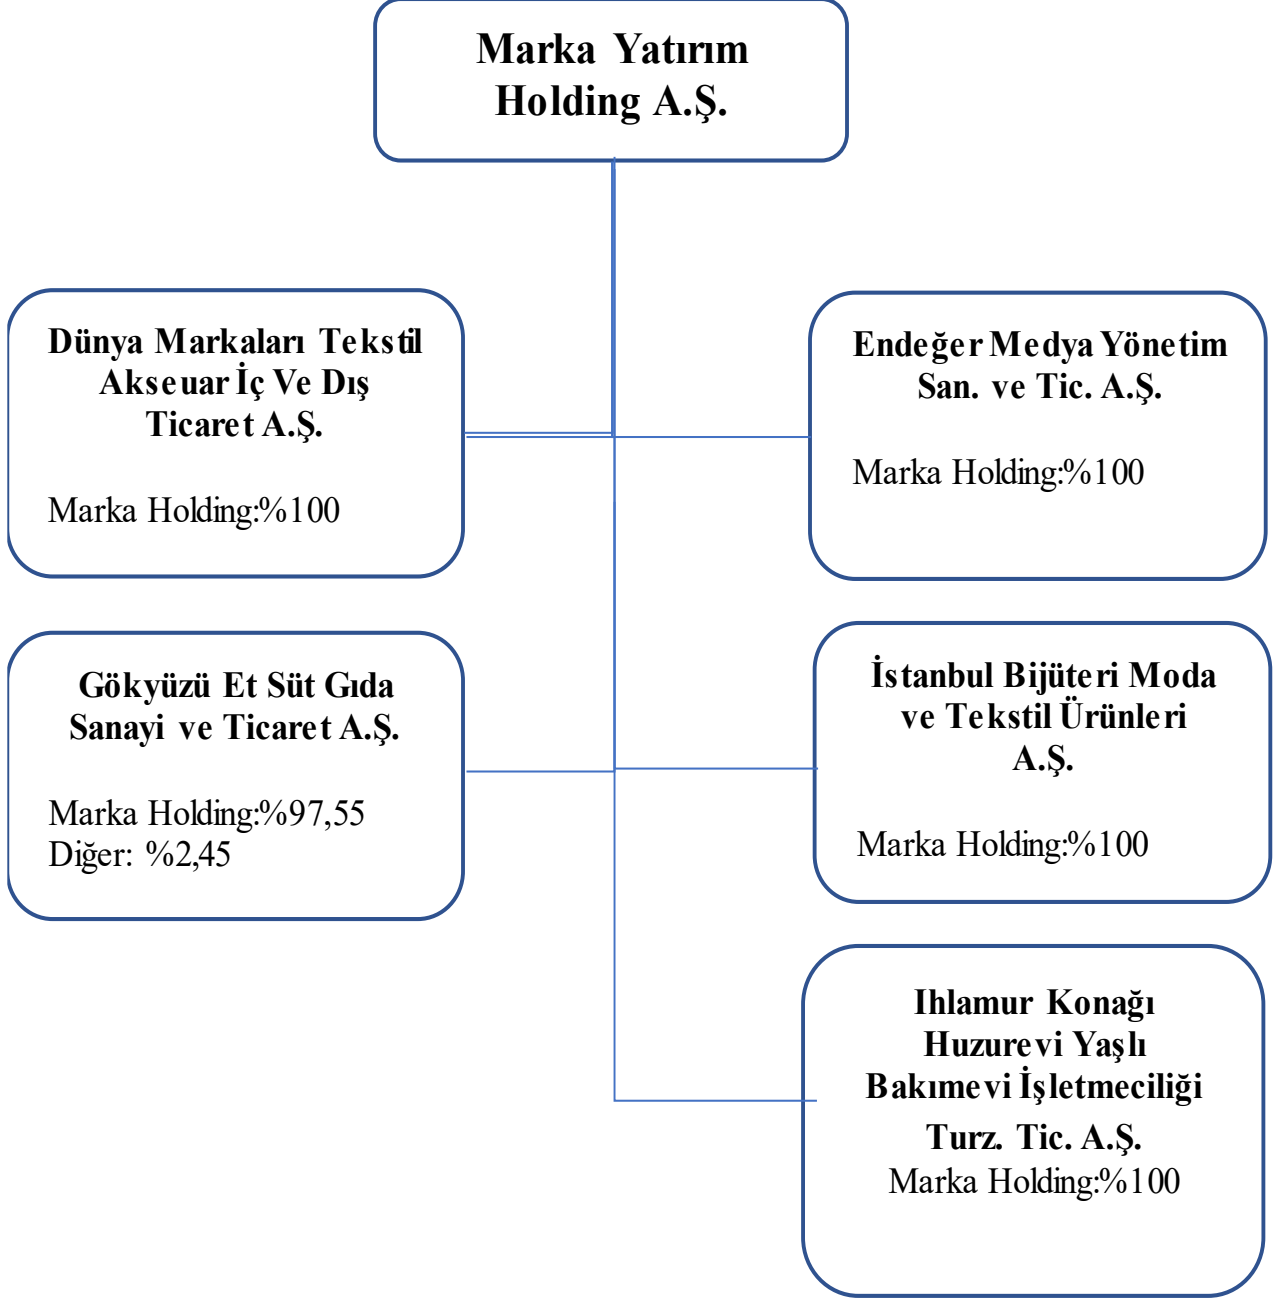 Marka Yatırım
Holding A.Ş.
Dünya Markaları Tekstil
Akseuar İç Ve Dış
Ticaret A.Ş.
Marka Holding:%100
Endeğer Medya Yönetim
San. ve Tic. A.Ş.
Marka Holding:%100
Gökyüzü Et Süt Gıda
Sanayi ve Ticaret A.Ş.
Marka Holding:%97,55
Diğer: %2,45
İstanbul Bijüteri Moda
ve Tekstil Ürünleri
A.Ş.
Marka Holding:%100
Ihlamur Konağı
Huzurevi Yaşlı
Bakımevi İşletmeciliği
Turz. Tic. A.Ş.
Marka Holding:%100